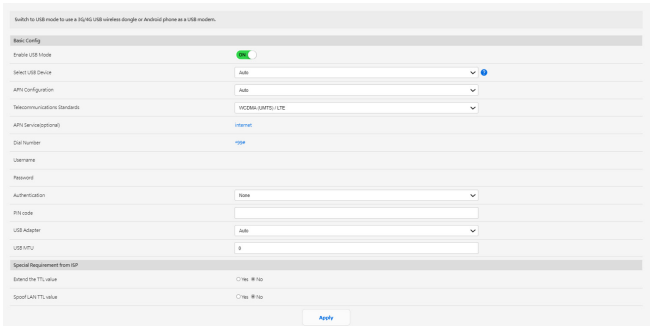 Switch to USB mode to use a 3G/4G USB wireless dongle or Android phone as a USB modem.
Basic Config
Enable USB Mode ON
Select USB Device Auto ?
APN Configuration Auto
Telecommunications Standards WCDMA (UMTS) / LTE
APN Service(optional) internet
Dial Number *99#
Username
Password
Authentication None
PIN code
USB Adapter Auto
USB MTU 0
Special Requirement from ISP
Extend the TTL value Yes No
Spoof LAN TTL value Yes No
Apply